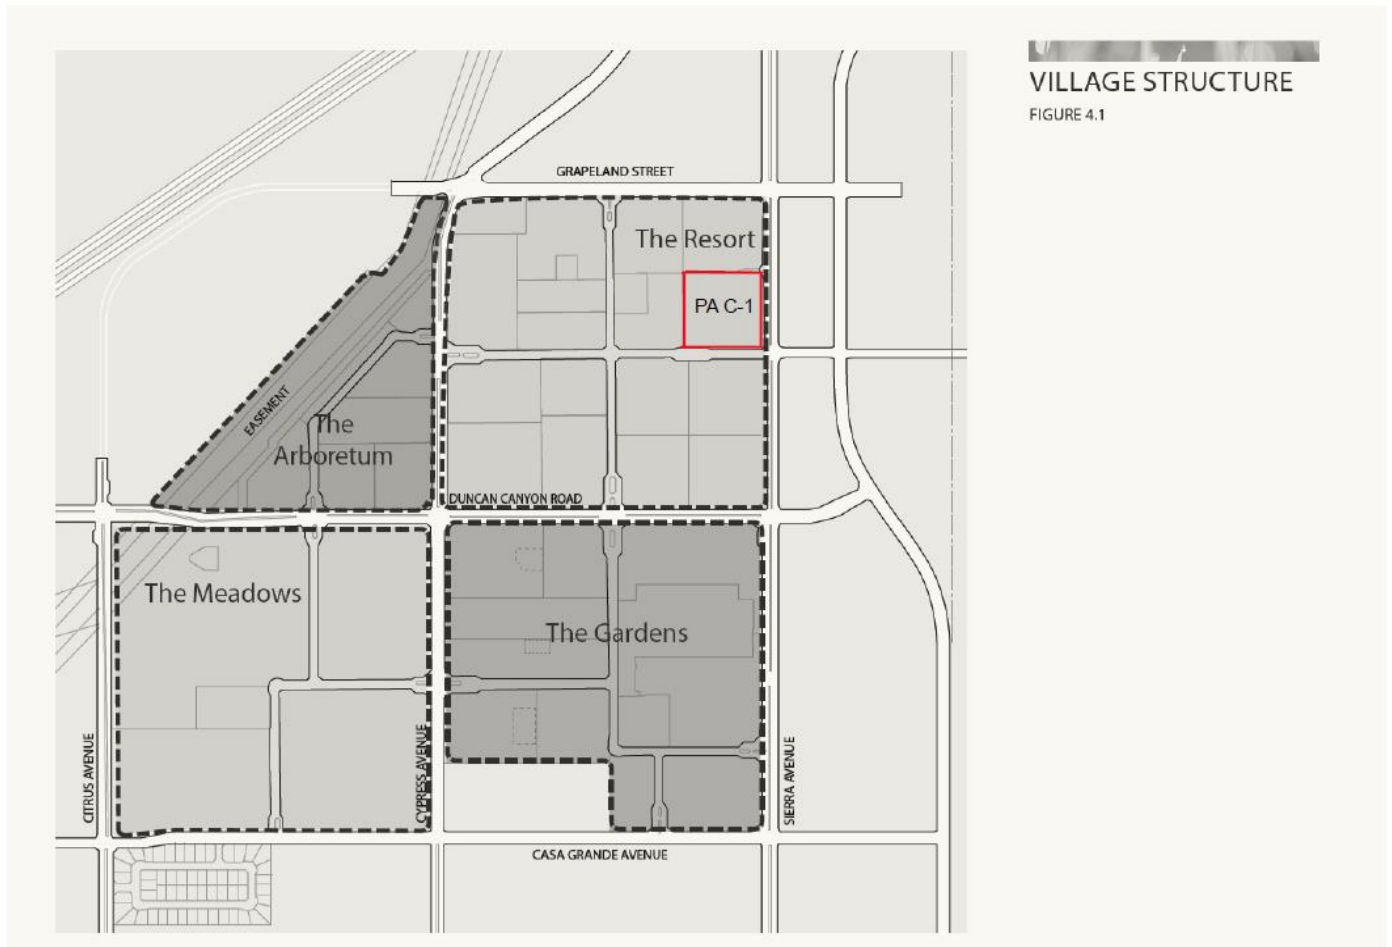 VILLAGE STRUCTURE
FIGURE 4.1
GRAPELAND STREET
The Resort
PA C-1
EASEMENT
The
Arboretum
DUNCAN CANYON ROAD
The Meadows
The Gardens
CITRUS AVENUE
CYPRESS AVENUE
SIERRA AVENUE
CASA GRANDE AVENUE